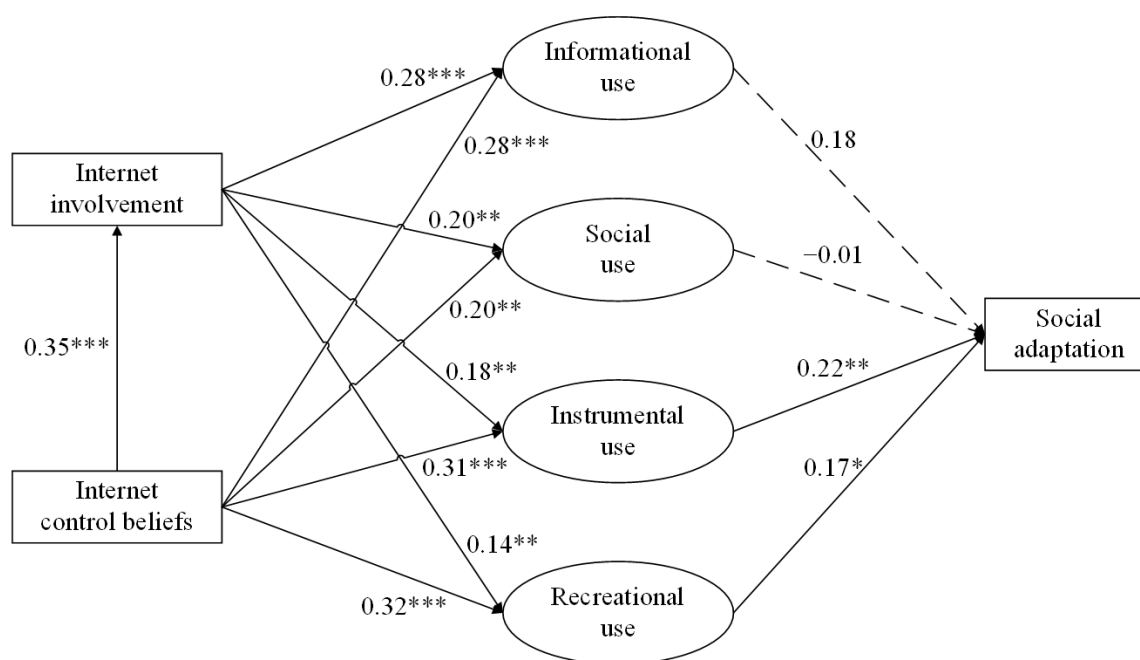 Informational
use
0.28***
0.28***
0.18
Internet
involvement
0.20**
Social
use
−0.01
0.20**
Social
adaptation
0.35***
0.18**
Instrumental
use
0.22**
0.31***
0.17*
Internet
control beliefs
0.14**
0.32***
Recreational
use